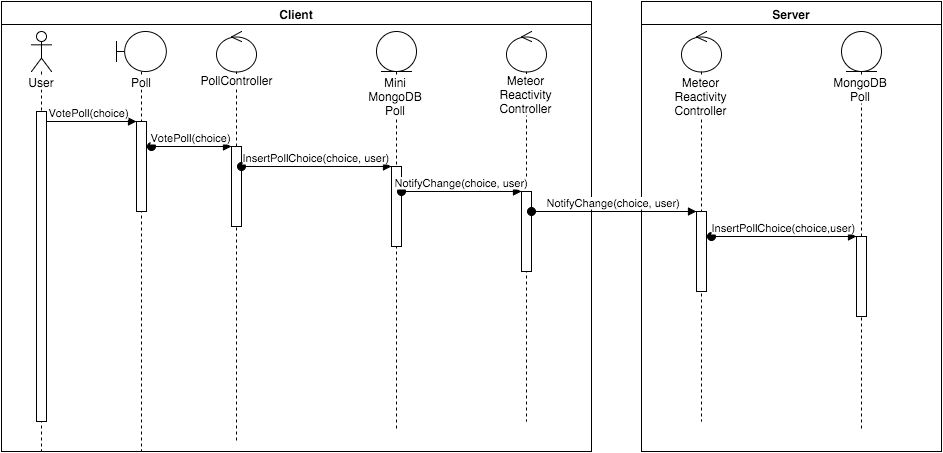 Client
Server
User
Poll
PollController
Mini
MongoDB
Poll
Meteor
Reactivity
Controller
Meteor
Reactivity
Controller
MongoDB
Poll
VotePoll(choice)
VotePoll(choice)
InsertPollChoice(choice, user)
NotifyChange(choice, user)
NotifyChange(choice, user)
InsertPollChoice(choice,user)